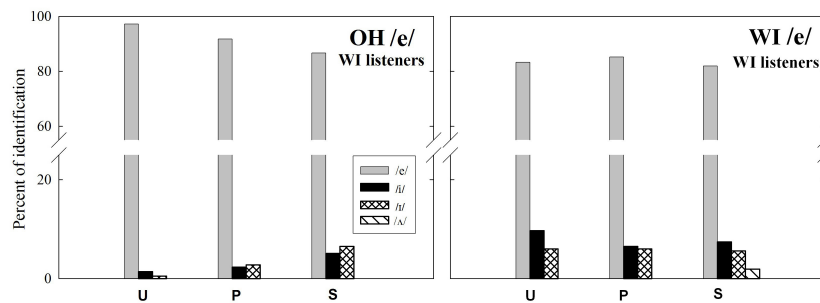 100
80
60
20
0
Percent of identification
OH /e/
WI listeners
/e/
/i/
/ɪ/
/ʌ/
U P S
WI /e/
WI listeners
U P S